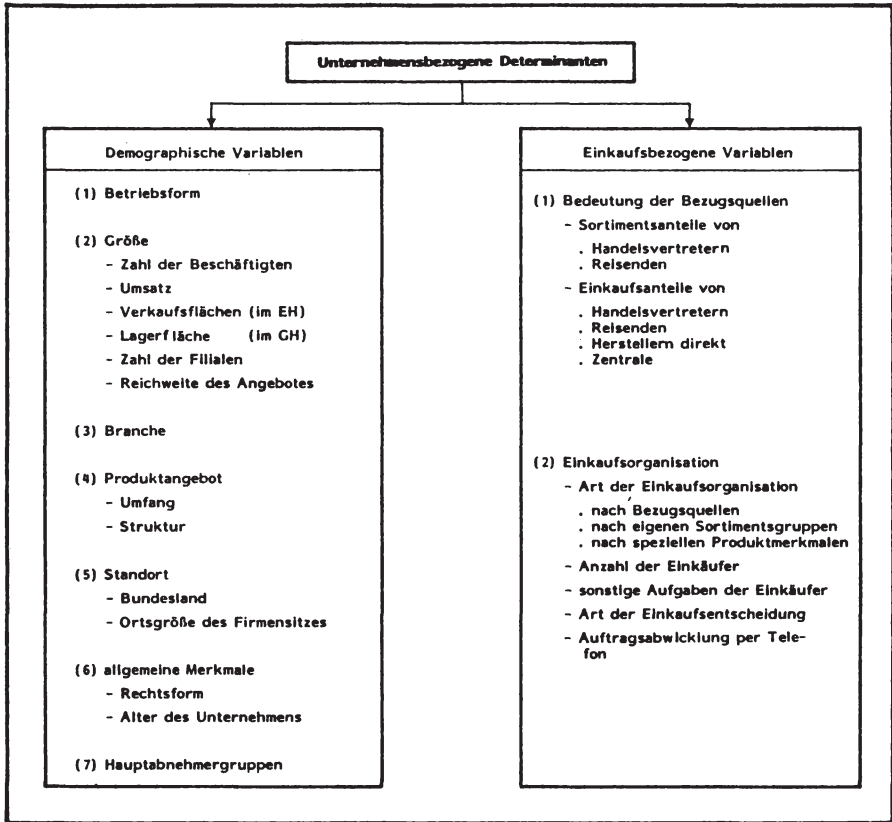 Unternehmensbezogene Determinanten
Demographische Variablen
(1) Betriebsform
(2) Größe
- Zahl der Beschäftigten
- Umsatz
- Verkaufsflächen (im EH)
- Lagerfläche (im GH)
- Zahl der Filialen
- Reichweite des Angebotes
(3) Branche
(4) Produktangebot
- Umfang
- Struktur
(5) Standort
- Bundesland
- Ortsgröße des Firmensitzes
(6) allgemeine Merkmale
- Rechtsform
- Alter des Unternehmens
(7) Hauptabnehmergruppen
Einkaufsbezogene Variablen
(1) Bedeutung der Bezugsquellen
- Sortimentsanteile von
. Handelsvertretern
. Reisenden
- Einkaufsanteile von
. Handelsvertretern
. Reisenden
. Herstellern direkt
. Zentrale
(2) Einkaufsorganisation
- Art der Einkaufsorganisation
. nach Bezugsquellen
. nach eigenen Sortimentsgruppen
. nach speziellen Produktmerkmalen
- Anzahl der Einkäufer
- sonstige Aufgaben der Einkäufer
- Art der Einkaufsentscheidung
- Auftragsabwicklung per Tele-
fon